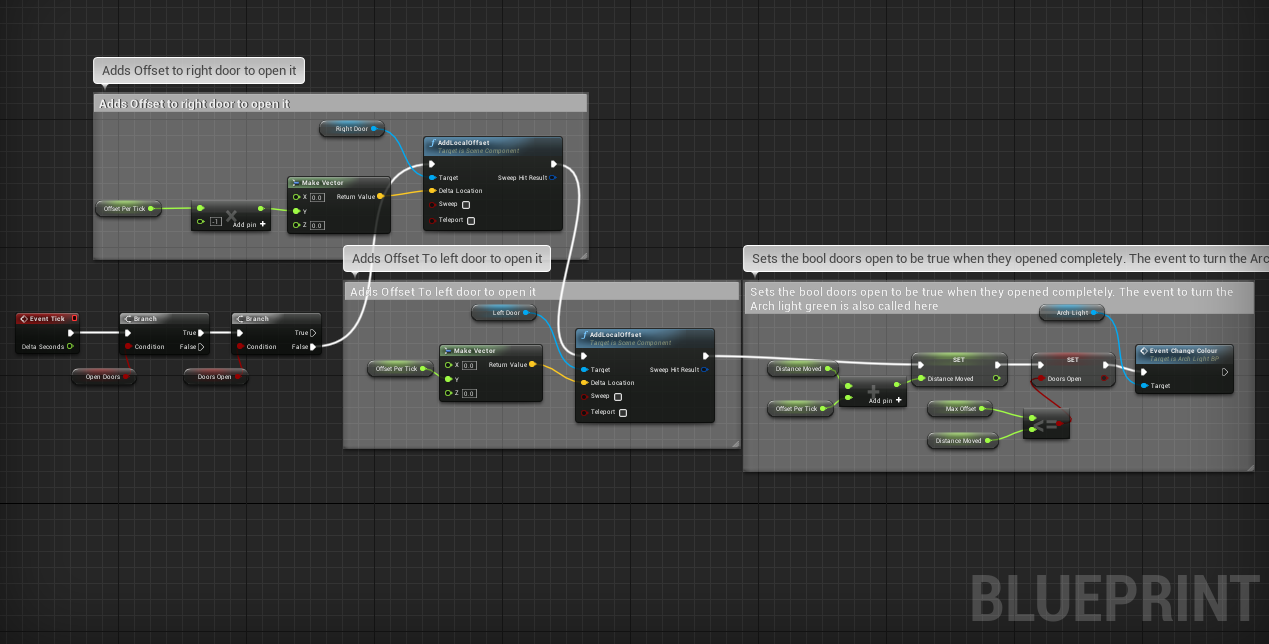 Adds Offset to right door to open it
Adds Offset to right door to open it
Right Door
AddLocalOffset
Target is Scene Component
Target
Sweep Hit Result
Delta Location
Sweep
Teleport
Make Vector
X 0.0 Return Value
Y
Z 0.0
Offset Per Tick
-1
Add pin +
Adds Offset To left door to open it
Adds Offset To left door to open it
Left Door
AddLocalOffset
Target is Scene Component
Target
Sweep Hit Result
Delta Location
Sweep
Teleport
Make Vector
X 0.0 Return Value
Y
Z 0.0
Offset Per Tick
Event Tick
Delta Seconds
Branch
True
Condition False
Open Doors
Branch
True
Condition False
Doors Open
Sets the bool doors open to be true when they opened completely. The event to turn the Arc
Sets the bool doors open to be true when they opened completely. The event to turn the
Arch light green is also called here
Arch Light
Distance Moved
Offset Per Tick
+
Add pin +
SET
Distance Moved
SET
Doors Open
Event Change Colour
Target is Arch Light BP
Target
Max Offset
Distance Moved
<=
BLUEPRINT